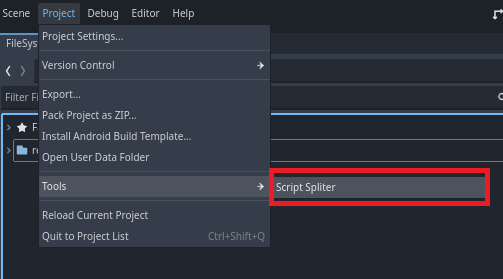 Scene Project Debug Editor Help
Project Settings...
FileSys
Version Control
Filter Fi
Export...
Pack Project as ZIP...
F
Install Android Build Template...
re
Open User Data Folder
Tools
Script Spliter
Reload Current Project
Quit to Project List Ctrl+Shift+Q